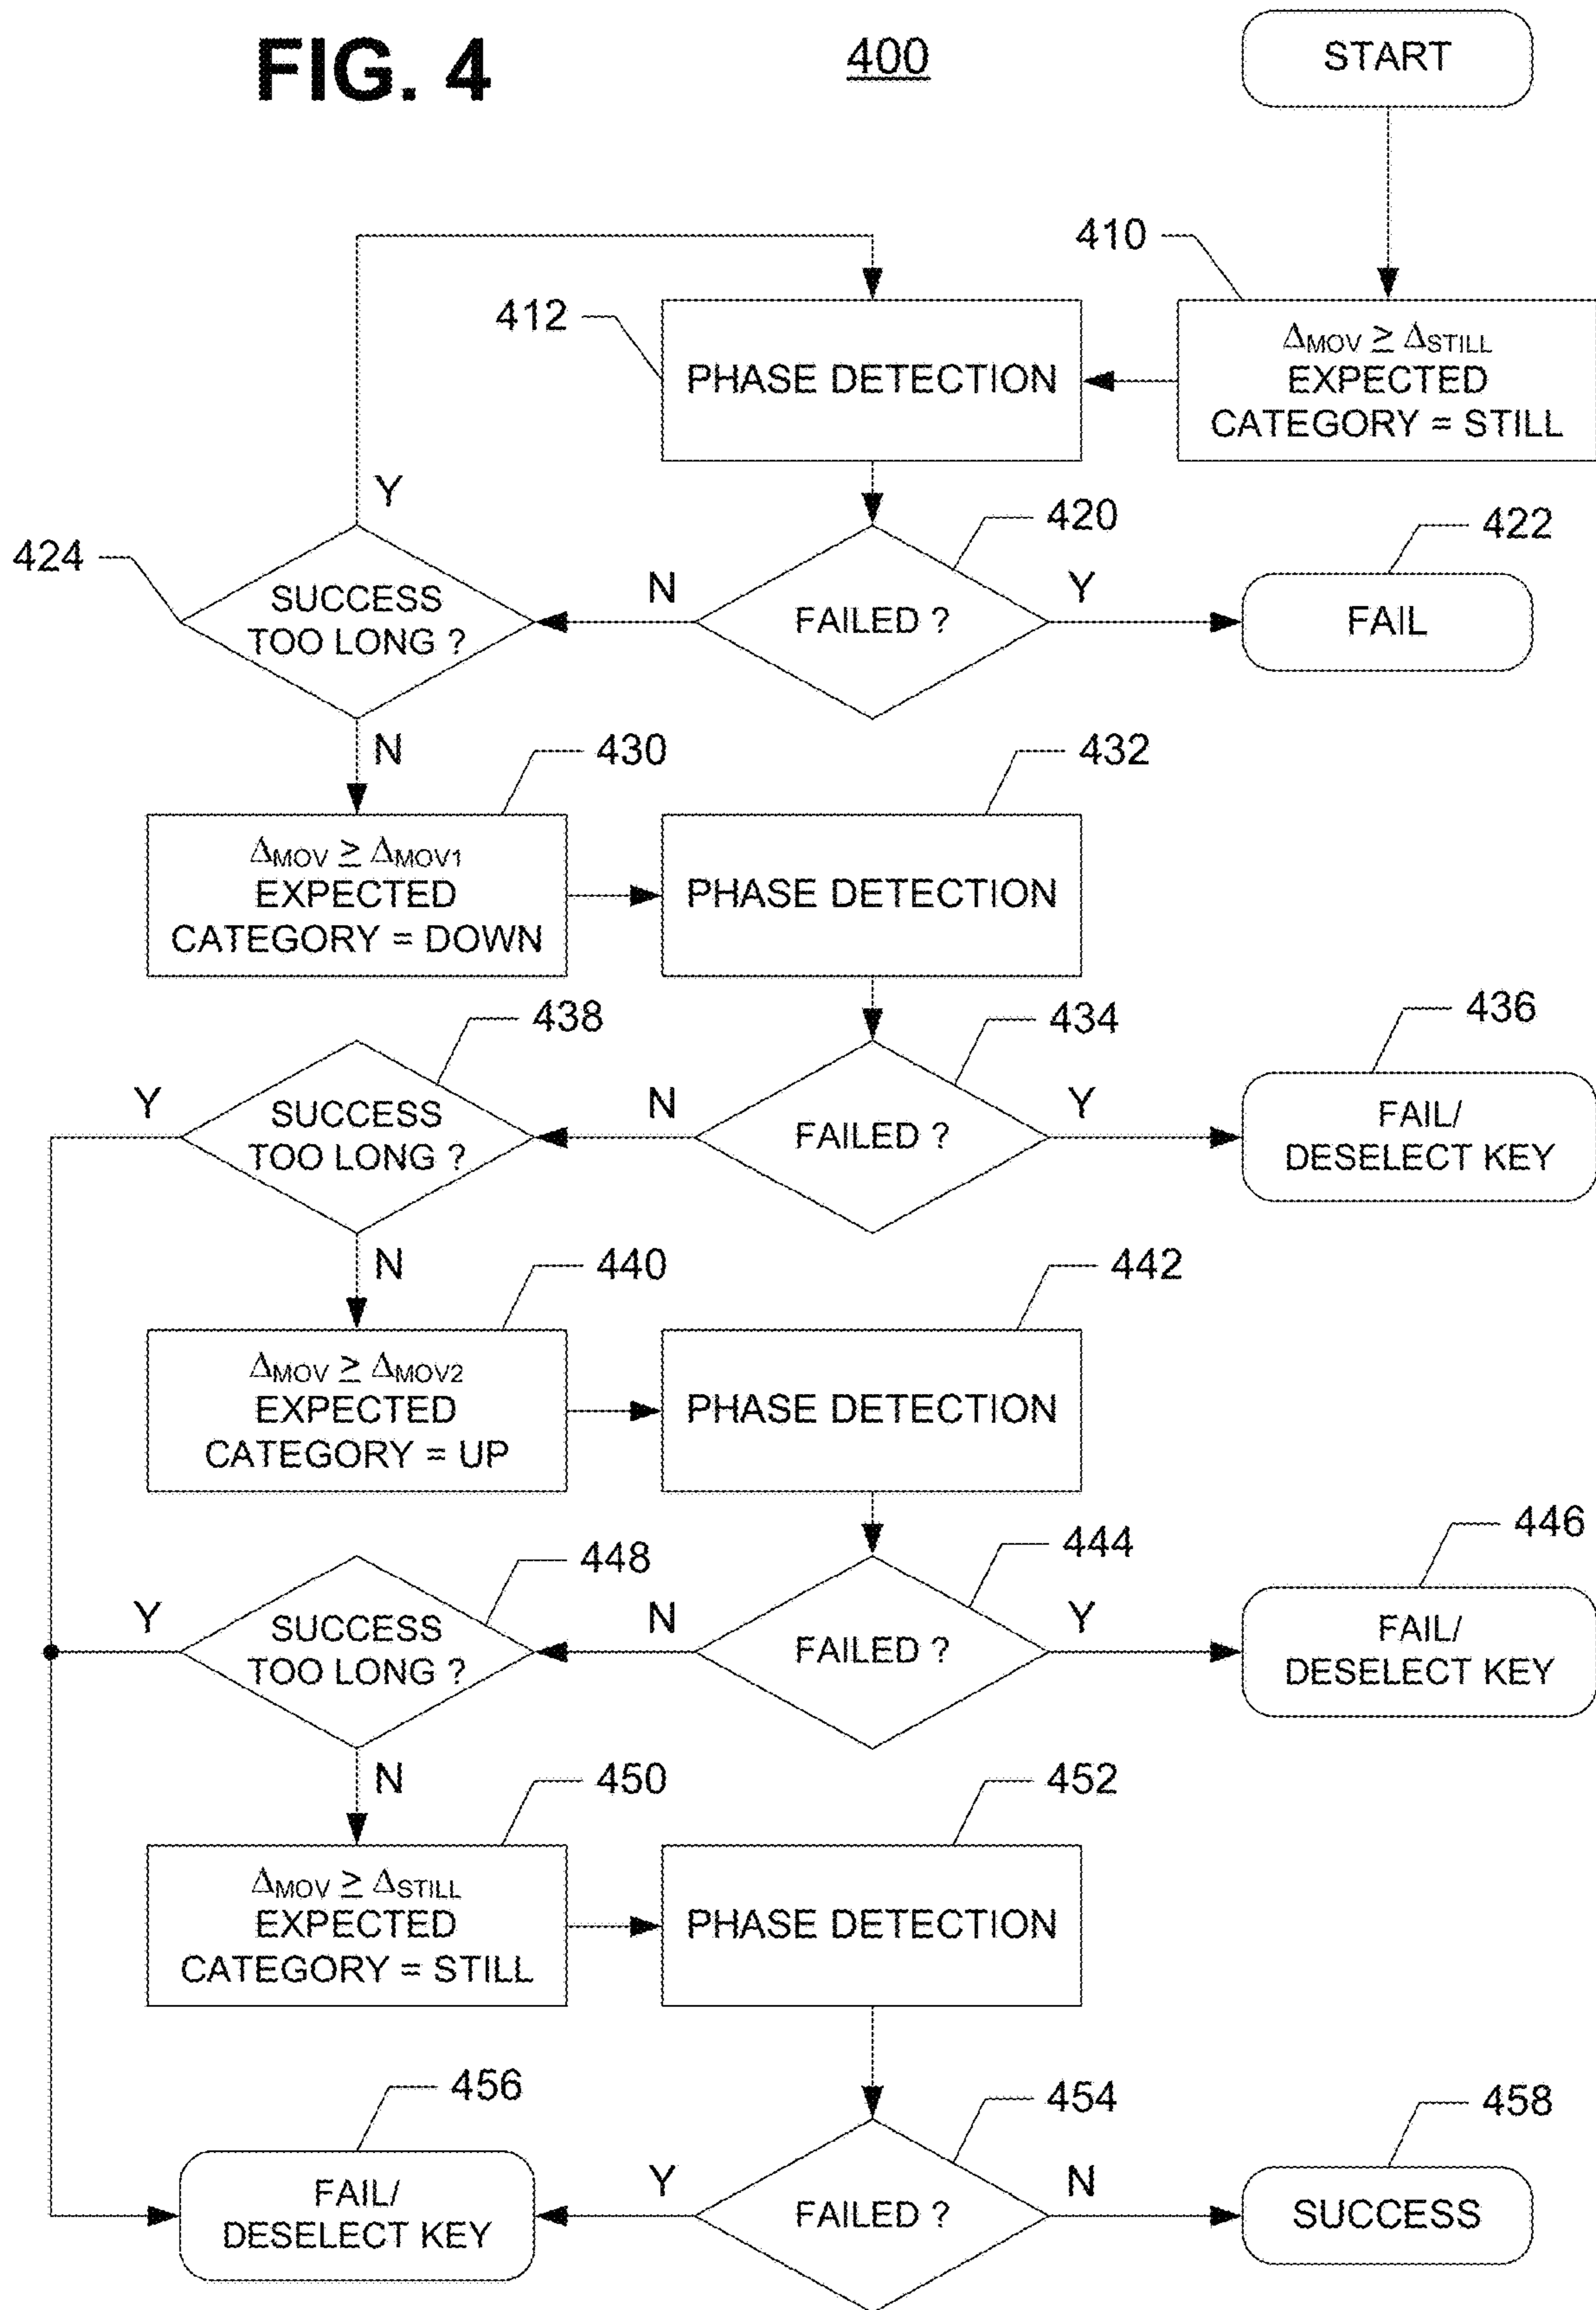 FIG. 4
400
START
410
ΔMOV ≥ ΔSTILL
EXPECTED
CATEGORY = STILL
412
PHASE DETECTION
420
FAILED ?
Y
422
FAIL
N
424
SUCCESS
TOO LONG ?
Y
N
430
ΔMOV ≥ ΔMOV1
EXPECTED
CATEGORY = DOWN
432
PHASE DETECTION
434
FAILED ?
Y
436
FAIL/
DESELECT KEY
N
438
SUCCESS
TOO LONG ?
Y
N
440
ΔMOV ≥ ΔMOV2
EXPECTED
CATEGORY = UP
442
PHASE DETECTION
444
FAILED ?
Y
446
FAIL/
DESELECT KEY
N
448
SUCCESS
TOO LONG ?
Y
N
450
ΔMOV ≥ ΔSTILL
EXPECTED
CATEGORY = STILL
452
PHASE DETECTION
454
FAILED ?
Y
456
FAIL/
DESELECT KEY
N
458
SUCCESS